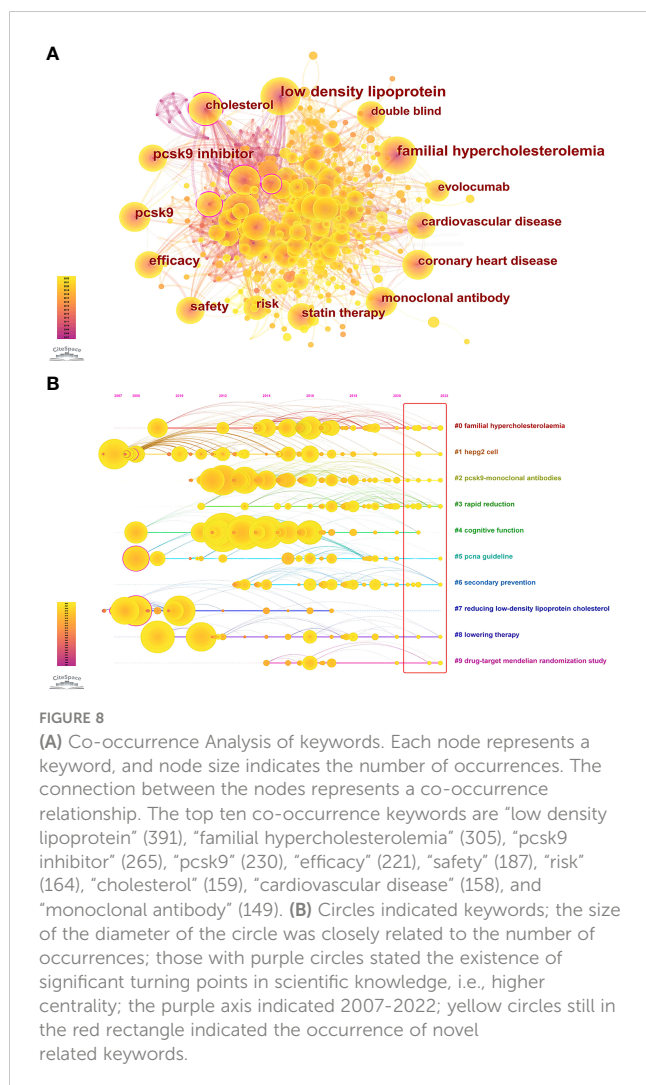 A
low density lipoprotein
cholesterol
double blind
pcsk9 inhibitor
familial hypercholesterolemia
evolocumab
pcsk9
cardiovascular disease
efficacy
coronary heart disease
safety
risk
monoclonal antibody
statin therapy
CiteSpace
B
2007 2008 2010 2012 2014 2016 2018 2020 2022
#0 familial hypercholesterolaemia
#1 hepg2 cell
#2 pcsk9-monoclonal antibodies
#3 rapid reduction
#4 cognitive function
#5 pcna guideline
#6 secondary prevention
#7 reducing low-density lipoprotein cholesterol
#8 lowering therapy
#9 drug-target mendelian randomization study
CiteSpace
FIGURE 8
(A) Co-occurrence Analysis of keywords. Each node represents a
keyword, and node size indicates the number of occurrences. The
connection between the nodes represents a co-occurrence
relationship. The top ten co-occurrence keywords are “low density
lipoprotein” (391), “familial hypercholesterolemia” (305), “pcsk9
inhibitor” (265), “pcsk9” (230), “efficacy” (221), “safety” (187), “risk”
(164), “cholesterol” (159), “cardiovascular disease” (158), and
“monoclonal antibody” (149). (B) Circles indicated keywords; the size
of the diameter of the circle was closely related to the number of
occurrences; those with purple circles stated the existence of
significant turning points in scientific knowledge, i.e., higher
centrality; the purple axis indicated 2007-2022; yellow circles still in
the red rectangle indicated the occurrence of novel
related keywords.